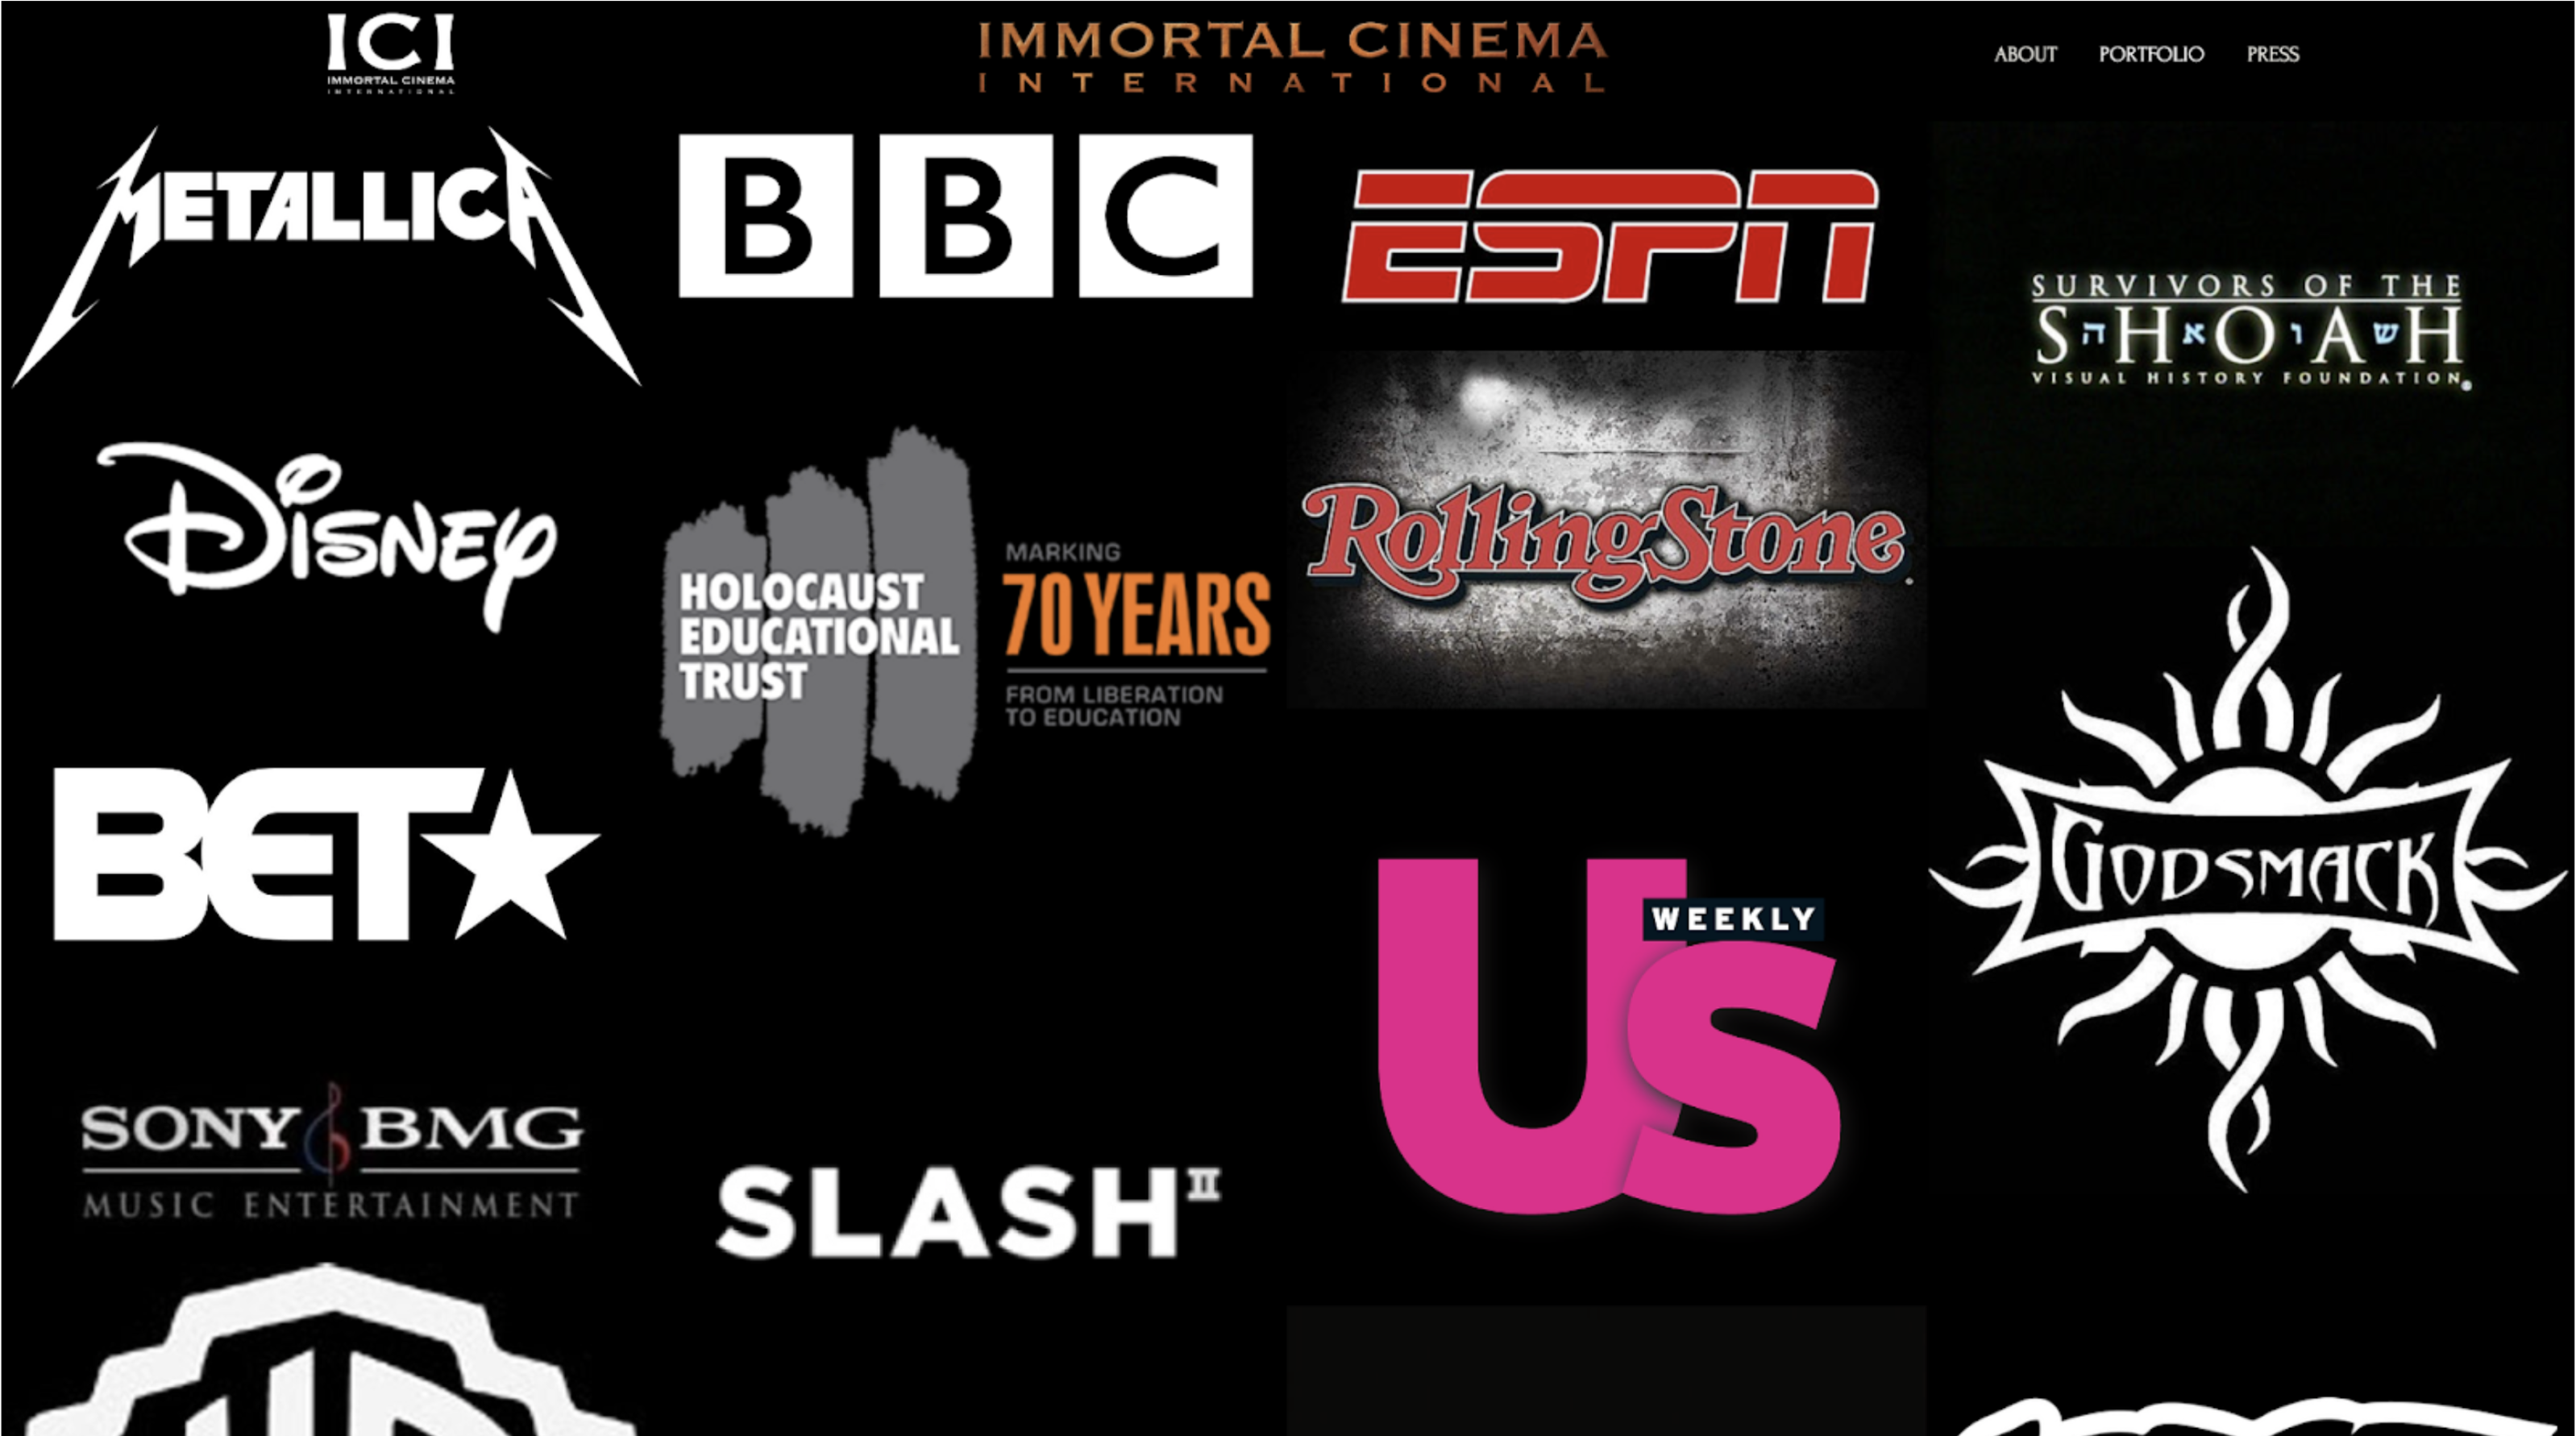 ICI
IMMORTAL CINEMA
INTERNATIONAL
IMMORTAL CINEMA
INTERNATIONAL
ABOUT PORTFOLIO PRESS
METALLICA
BBC
ESPN
SURVIVORS OF THE
SהHאOוAשH
VISUAL HISTORY FOUNDATION
DISNEY
HOLOCAUST
EDUCATIONAL
TRUST
MARKING
70 YEARS
FROM LIBERATION
TO EDUCATION
RollingStone
BET
US
WEEKLY
GODSMACK
SONY BMG
MUSIC ENTERTAINMENT
SLASH II